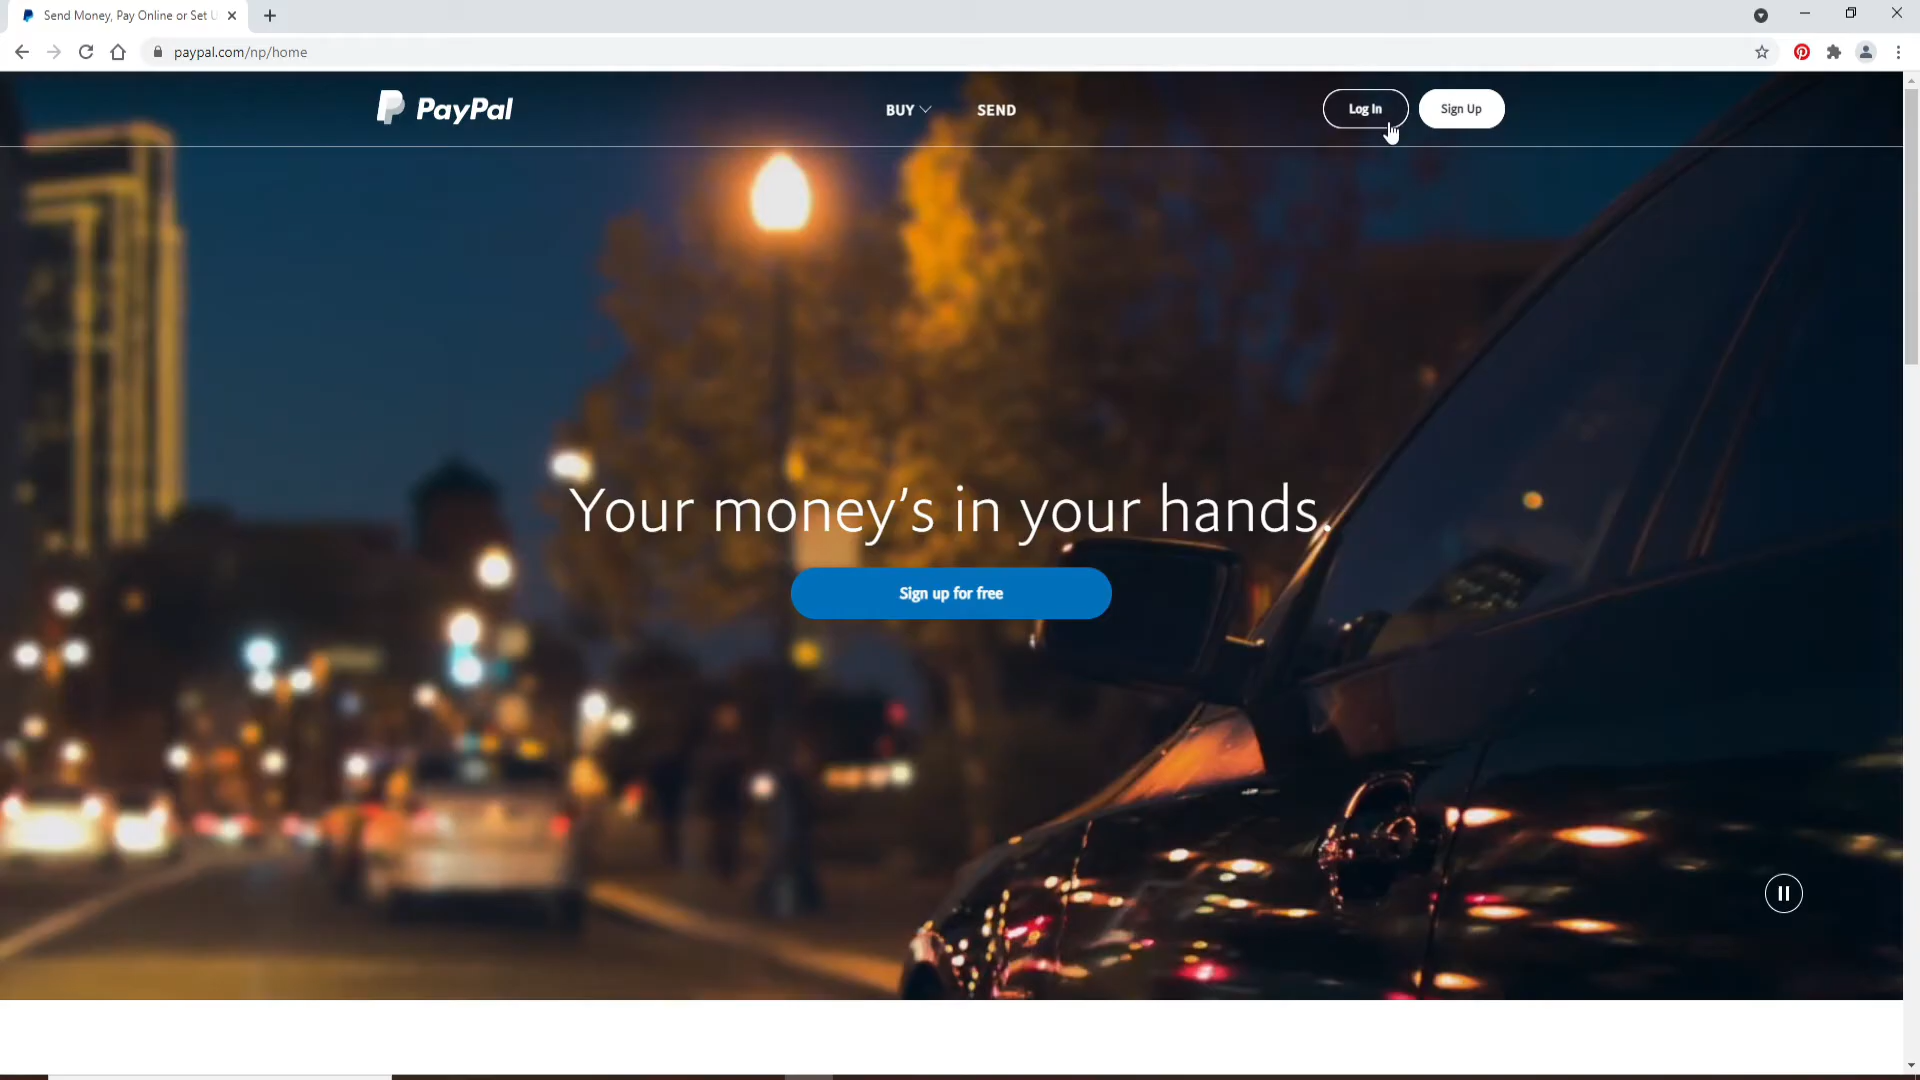 Send Money, Pay Online or Set U
paypal.com/np/home
PayPal
BUY
SEND
Log In
Sign Up
Your money's in your hands.
Sign up for free